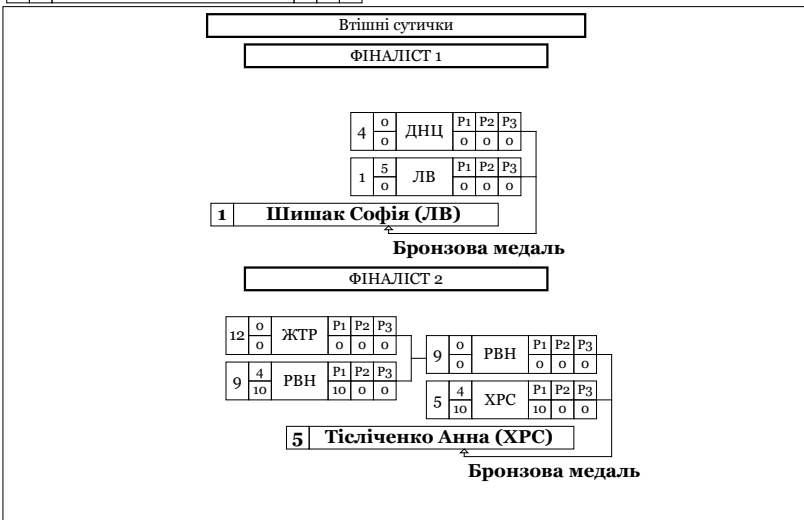 Втішні сутички
ФІНАЛІСТ 1
4 0 0 ДНЦ Р1 Р2 Р3 0 0 0
1 5 0 ЛВ Р1 Р2 Р3 0 0 0
1 Шишак Софія (ЛВ)
Бронзова медаль
ФІНАЛІСТ 2
12 0 0 ЖТР Р1 Р2 Р3 0 0 0
9 4 10 РВН Р1 Р2 Р3 10 0 0
9 0 0 РВН Р1 Р2 Р3 0 0 0
5 4 10 ХРС Р1 Р2 Р3 10 0 0
5 Тісліченко Анна (ХРС)
Бронзова медаль